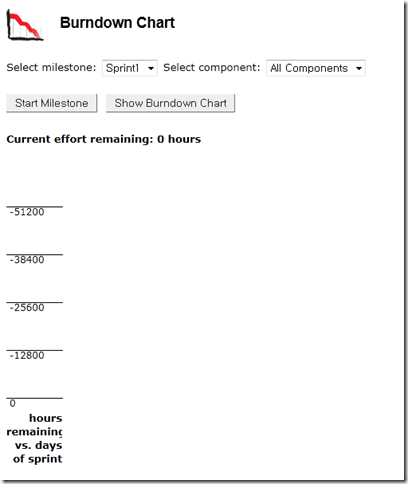 Burndown Chart
Select milestone: Sprint1 Select component: All Components
Start Milestone Show Burndown Chart
Current effort remaining: 0 hours
-51200
-38400
-25600
-12800
0
hours
remaining
vs. days
of sprint